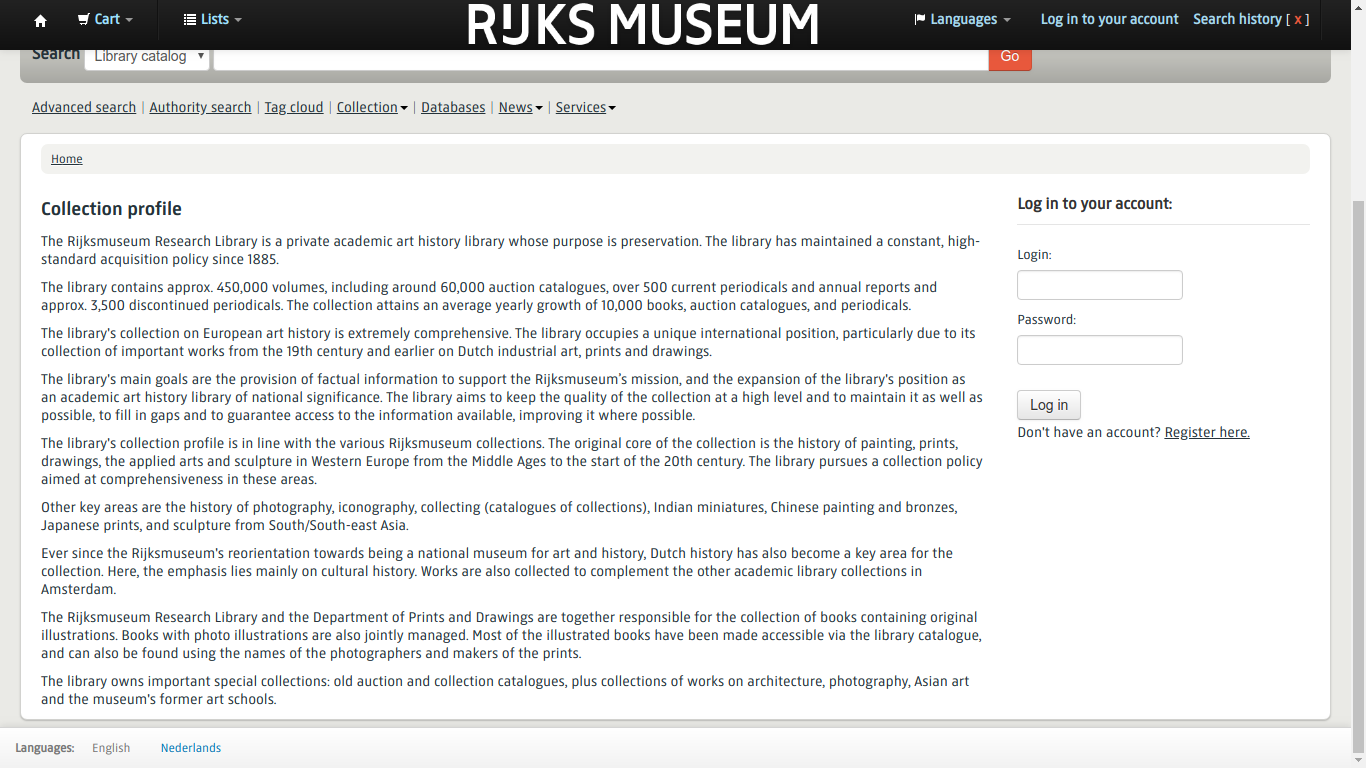 Cart
Lists
RIJKS MUSEUM
Languages
Log in to your account
Search history [ x ]
Search
Library catalog
Go
Advanced search | Authority search | Tag cloud | Collection | Databases | News | Services
Home
Collection profile
The Rijksmuseum Research Library is a private academic art history library whose purpose is preservation. The library has maintained a constant, high-
standard acquisition policy since 1885.
The library contains approx. 450,000 volumes, including around 60,000 auction catalogues, over 500 current periodicals and annual reports and
approx. 3,500 discontinued periodicals. The collection attains an average yearly growth of 10,000 books, auction catalogues, and periodicals.
The library's collection on European art history is extremely comprehensive. The library occupies a unique international position, particularly due to its
collection of important works from the 19th century and earlier on Dutch industrial art, prints and drawings.
The library's main goals are the provision of factual information to support the Rijksmuseum's mission, and the expansion of the library's position as
an academic art history library of national significance. The library aims to keep the quality of the collection at a high level and to maintain it as well as
possible, to fill in gaps and to guarantee access to the information available, improving it where possible.
The library's collection profile is in line with the various Rijksmuseum collections. The original core of the collection is the history of painting, prints,
drawings, the applied arts and sculpture in Western Europe from the Middle Ages to the start of the 20th century. The library pursues a collection policy
aimed at comprehensiveness in these areas.
Other key areas are the history of photography, iconography, collecting (catalogues of collections), Indian miniatures, Chinese painting and bronzes,
Japanese prints, and sculpture from South/South-east Asia.
Ever since the Rijksmuseum's reorientation towards being a national museum for art and history, Dutch history has also become a key area for the
collection. Here, the emphasis lies mainly on cultural history. Works are also collected to complement the other academic library collections in
Amsterdam.
The Rijksmuseum Research Library and the Department of Prints and Drawings are together responsible for the collection of books containing original
illustrations. Books with photo illustrations are also jointly managed. Most of the illustrated books have been made accessible via the library catalogue,
and can also be found using the names of the photographers and makers of the prints.
The library owns important special collections: old auction and collection catalogues, plus collections of works on architecture, photography, Asian art
and the museum's former art schools.
Log in to your account:
Login:
Password:
Log in
Don't have an account? Register here.
Languages: English Nederlands